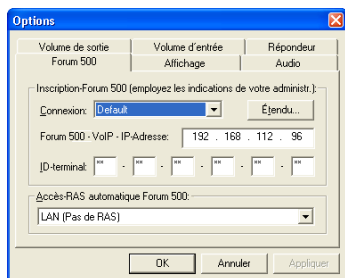 Options
Volume de sortie Volume d'entrée Répondeur
Forum 500 Affichage Audio
Inscription-Forum 500 (employez les indications de votre administr.):
Connexion: Default Étendu...
Forum 500 - VoIP - IP-Adresse: 192 . 168 . 112 . 96
ID-terminal: ** - ** - ** - ** - ** - **
Accès-RAS automatique Forum 500:
LAN (Pas de RAS)
OK Annuler Appliquer